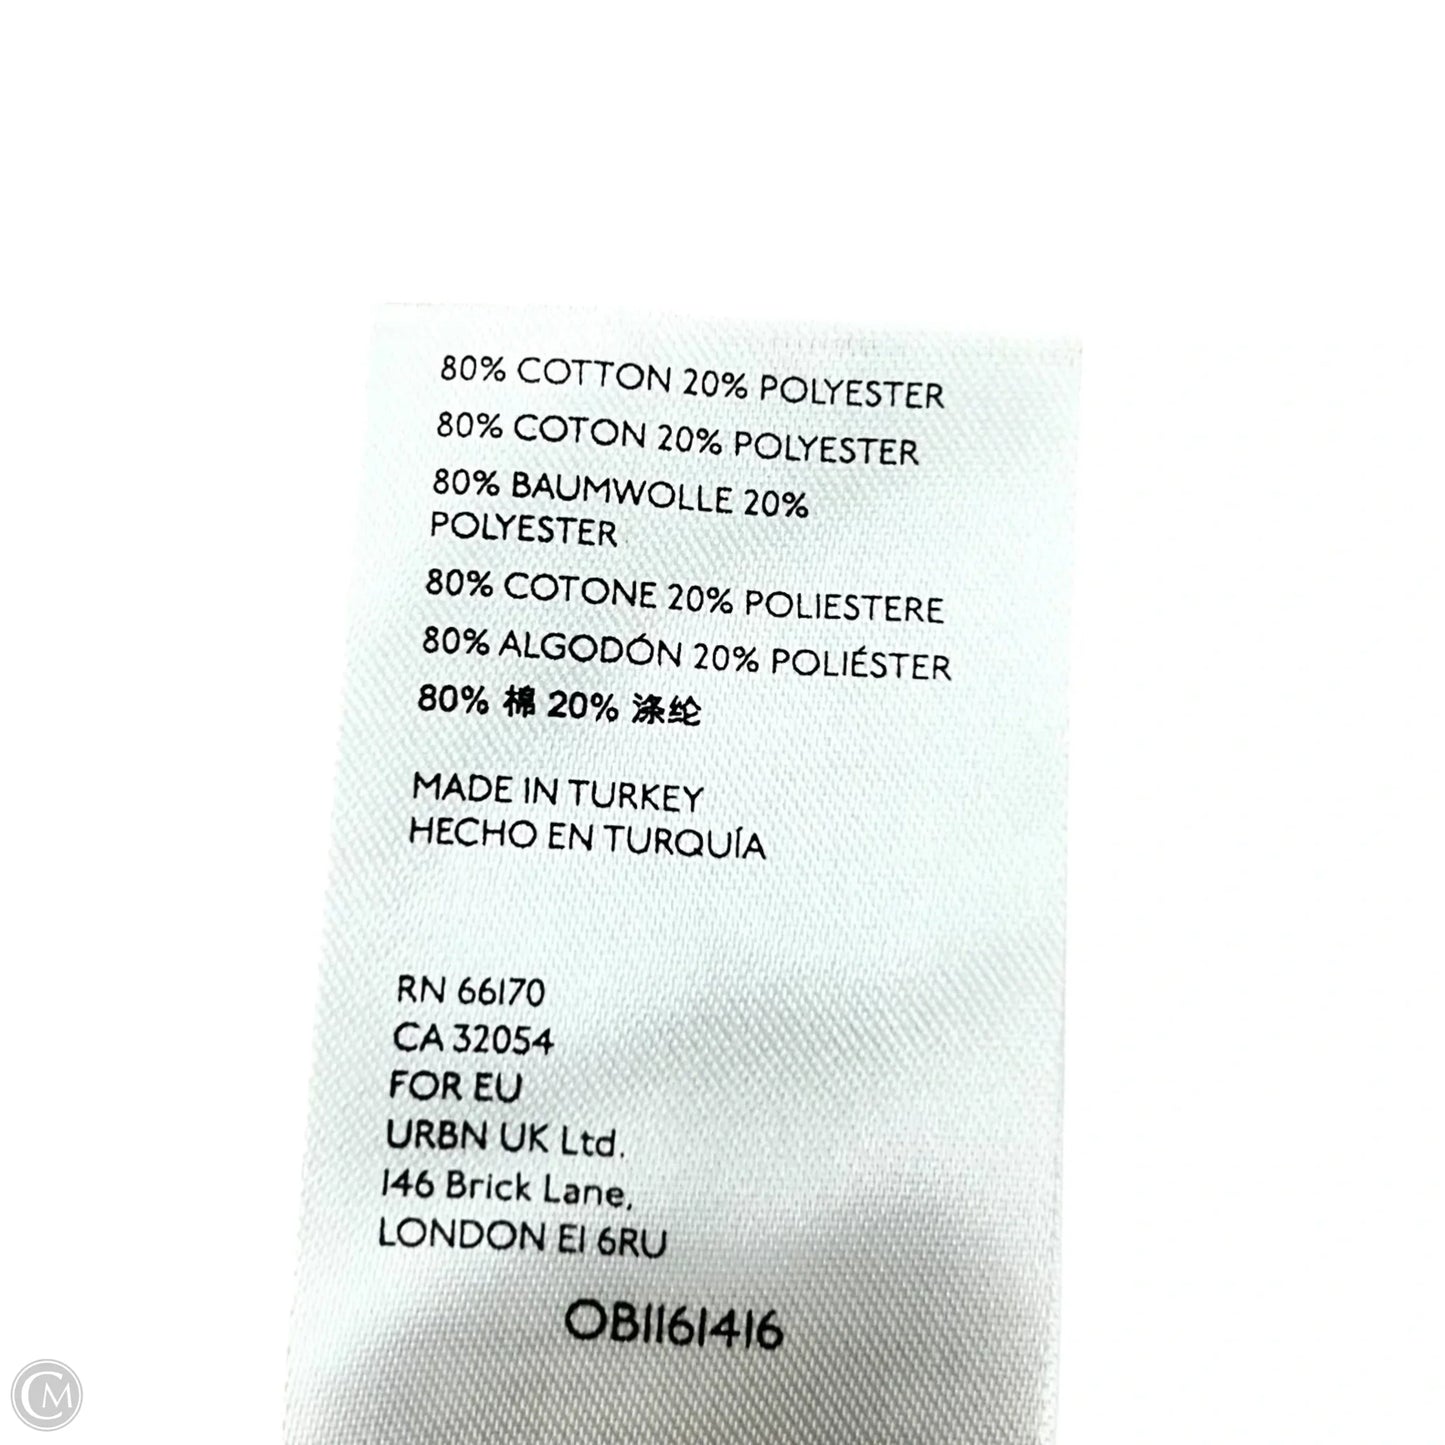 80% COTTON 20% POLYESTER
80% COTON 20% POLYESTER
80% BAUMWOLLE 20%
POLYESTER
80% COTONE 20% POLIESTERE
80% ALGODÓN 20% POLIÉSTER
80% 棉 20% 涤纶
MADE IN TURKEY
HECHO EN TURQUÍA
RN 66170
CA 32054
FOR EU
URBN UK Ltd.
146 Brick Lane,
LONDON E1 6RU
OB1161416
CM